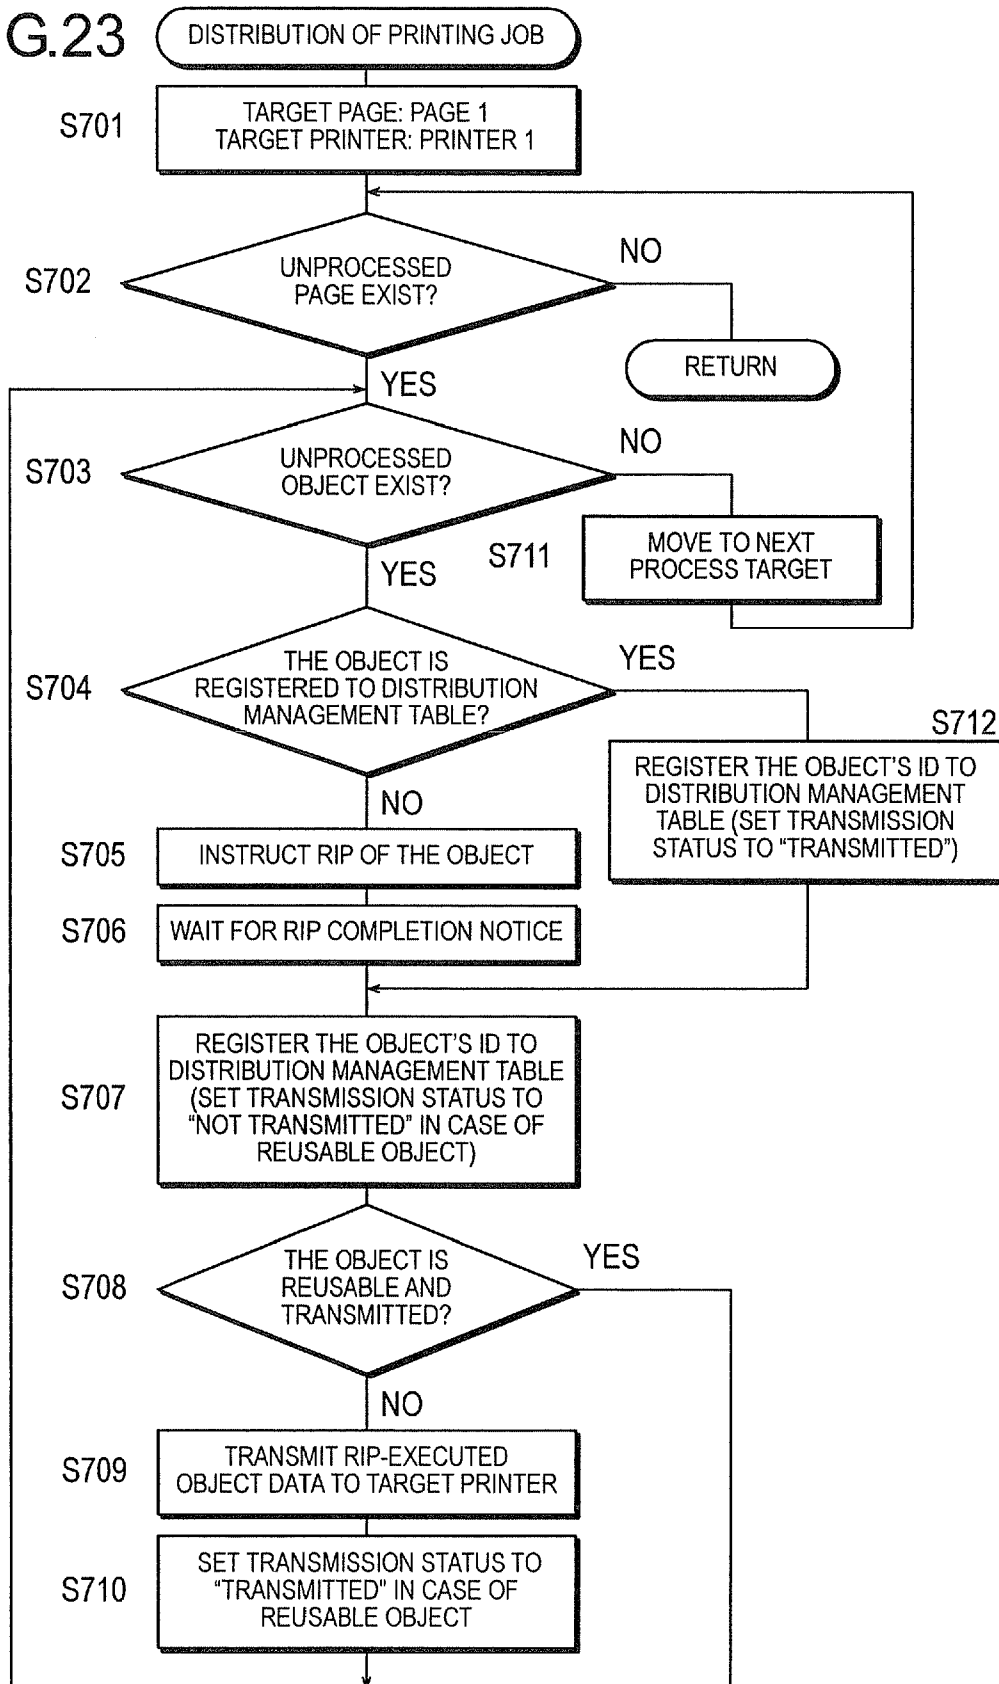 G.23
DISTRIBUTION OF PRINTING JOB
S701
TARGET PAGE: PAGE 1
TARGET PRINTER: PRINTER 1
S702
UNPROCESSED
PAGE EXIST?
NO
RETURN
YES
S703
UNPROCESSED
OBJECT EXIST?
NO
S711
MOVE TO NEXT
PROCESS TARGET
YES
S704
THE OBJECT IS
REGISTERED TO DISTRIBUTION
MANAGEMENT TABLE?
YES
S712
REGISTER THE OBJECT'S ID TO
DISTRIBUTION MANAGEMENT
TABLE (SET TRANSMISSION
STATUS TO “TRANSMITTED”)
NO
S705
INSTRUCT RIP OF THE OBJECT
S706
WAIT FOR RIP COMPLETION NOTICE
S707
REGISTER THE OBJECT'S ID TO
DISTRIBUTION MANAGEMENT TABLE
(SET TRANSMISSION STATUS TO
“NOT TRANSMITTED” IN CASE OF
REUSABLE OBJECT)
S708
THE OBJECT IS
REUSABLE AND
TRANSMITTED?
YES
NO
S709
TRANSMIT RIP-EXECUTED
OBJECT DATA TO TARGET PRINTER
S710
SET TRANSMISSION STATUS TO
“TRANSMITTED” IN CASE OF
REUSABLE OBJECT